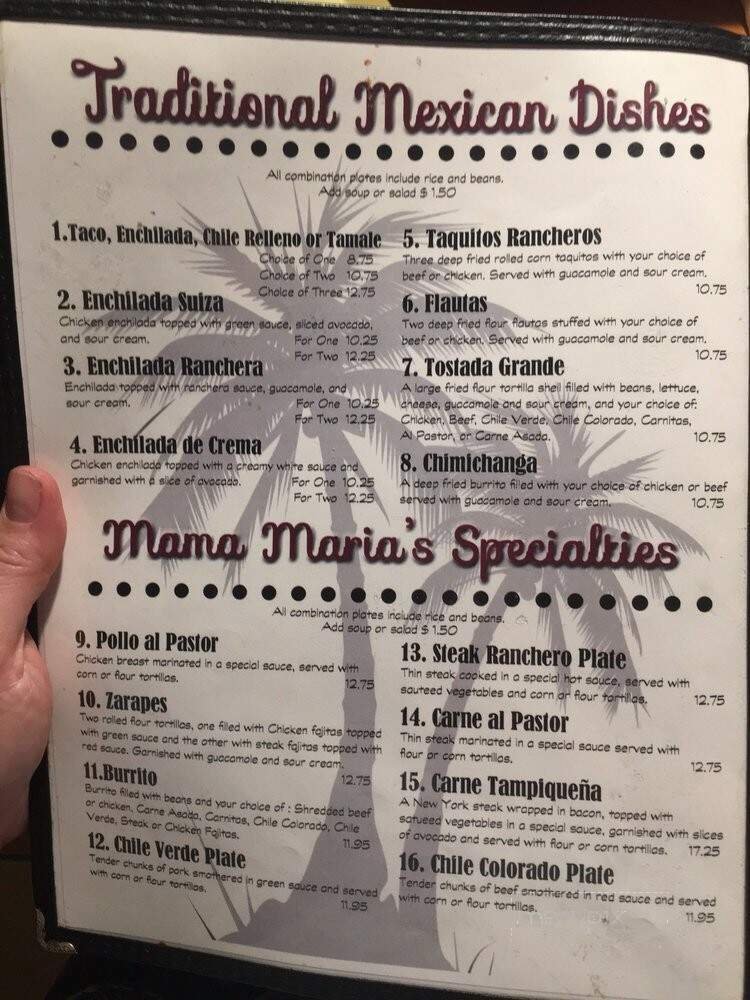 Traditional Mexican Dishes
All combination plates include rice and beans.
Add soup or salad $ 1.50
1.Taco, Enchilada, Chile Relleno or Tamale
Choice of One 8.75
Choice of Two 10.75
Choice of Three 12.75
2. Enchilada Suiza
Chicken enchilada topped with green sauce, sliced avocado,
and sour cream. For One 10.25
For Two 12.25
3. Enchilada Ranchera
Enchilada topped with ranchera sauce, guacamole, and
sour cream. For One 10.25
For Two 12.25
4. Enchilada de Crema
Chicken enchilada topped with a creamy white sauce and
garnished with a slice of avocado. For One 10.25
For Two 12.25
5. Taquitos Rancheros
Three deep fried rolled corn taquitos with your choice of
beef or chicken. Served with guacamole and sour cream.
10.75
6. Flautas
Two deep fried flour flautas stuffed with your choice of
beef or chicken. Served with guacamole and sour cream.
10.75
7. Tostada Grande
A large fried flour tortilla shell filled with beans, lettuce,
cheese, guacamole and sour cream, and your choice of:
Chicken, Beef, Chile Verde, Chile Colorado, Carnitas,
Al Pastor, or Carne Asada. 10.75
8. Chimichanga
A deep fried burrito filled with your choice of chicken or beef
served with guacamole and sour cream. 10.75
Mama Maria's Specialties
All combination plates include rice and beans.
Add soup or salad $ 1.50
9. Pollo al Pastor
Chicken breast marinated in a special sauce, served with
corn or flour tortillas. 12.75
10. Zarapes
Two rolled flour tortillas, one filled with Chicken fajitas topped
with green sauce and the other with steak fajitas topped with
red sauce. Garnished with guacamole and sour cream.
12.75
11.Burrito
Burrito filled with beans and your choice of : Shredded beef
or chicken, Carne Asada, Carnitas, Chile Colorado, Chile
Verde, Steak or Chicken Fajitas. 11.95
12. Chile Verde Plate
Tender chunks of pork smothered in green sauce and served
with corn or flour tortillas. 11.95
13. Steak Ranchero Plate
Thin steak cooked in a special hot sauce, served with
sauteed vegetables and corn or flour tortillas. 12.75
14. Carne al Pastor
Thin steak marinated in a special sauce served with
flour or corn tortillas. 12.75
15. Carne Tampiqueña
A New York steak wrapped in bacon, topped with
satueed vegetables in a special sauce, garnished with slices
of avocado and served with flour or corn tortillas. 17.25
16. Chile Colorado Plate
Tender chunks of beef smothered in red sauce and served
with corn or flour tortillas. 11.95